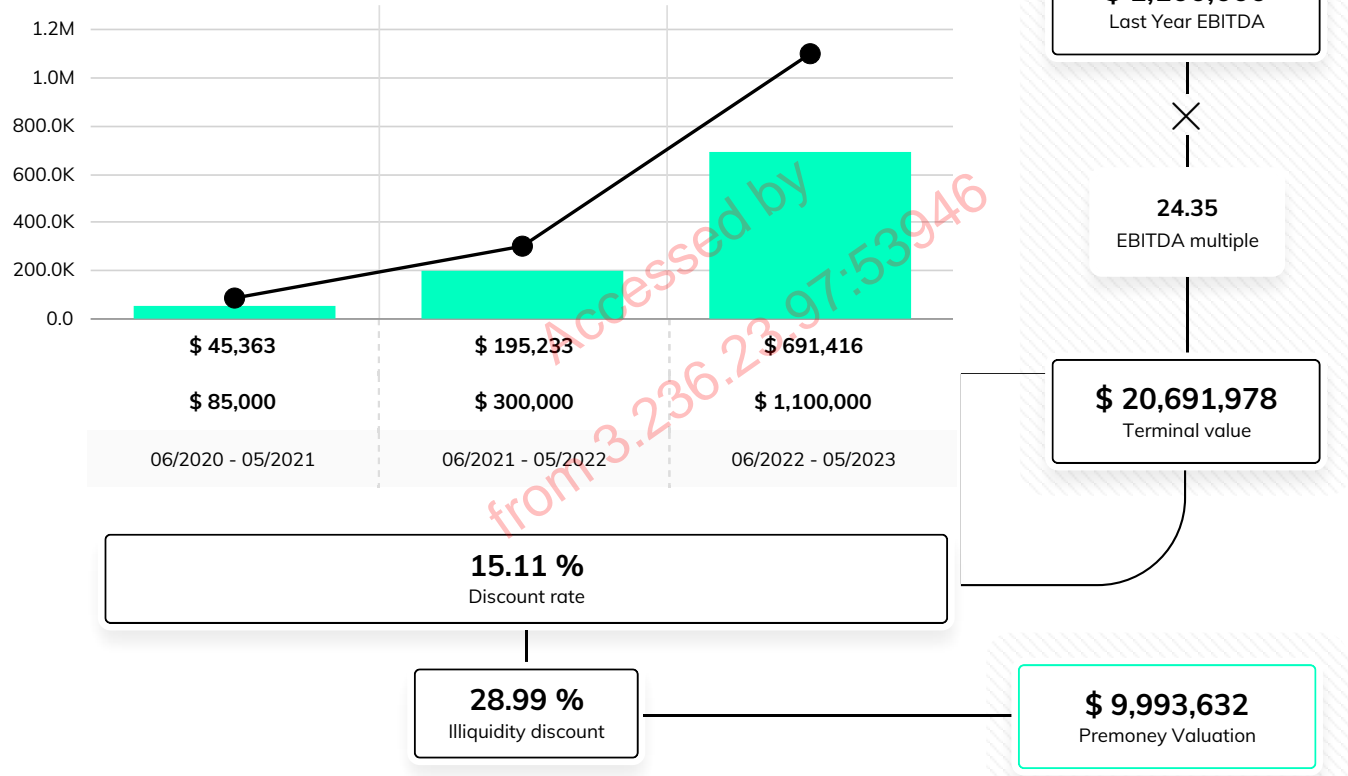 1.2M
1.0M
800.0K
600.0K
400.0K
200.0K
0.0
$ 45,363
$ 195,233
$ 691,416
$ 85,000
$ 300,000
$ 1,100,000
06/2020 - 05/2021
06/2021 - 05/2022
06/2022 - 05/2023
15.11 %
Discount rate
28.99 %
Illiquidity discount
Last Year EBITDA
24.35
EBITDA multiple
$ 20,691,978
Terminal value
$ 9,993,632
Premoney Valuation
Accessed by
from 3.236.23.97:53946